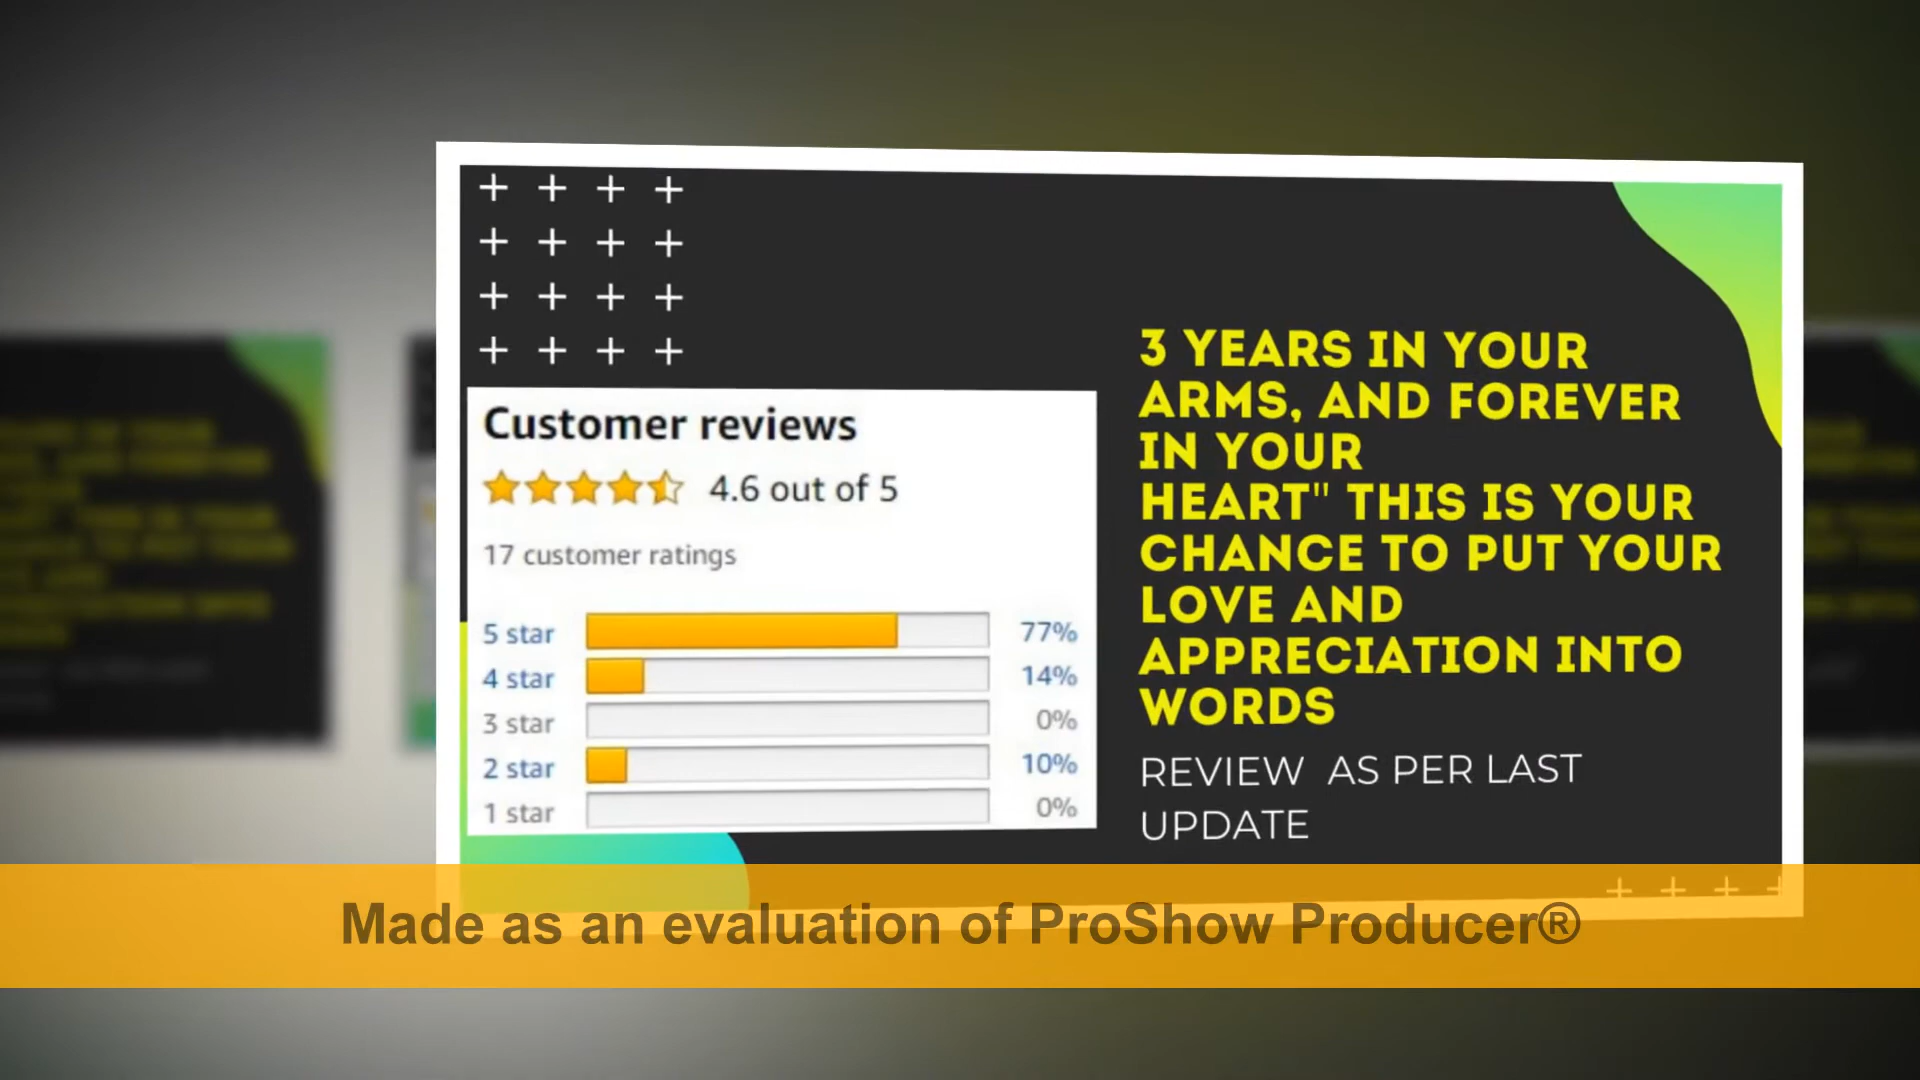 Customer reviews
4.6 out of 5
17 customer ratings
5 star 77%
4 star 14%
3 star 0%
2 star 10%
1 star 0%
3 YEARS IN YOUR
ARMS, AND FOREVER
IN YOUR
HEART" THIS IS YOUR
CHANCE TO PUT YOUR
LOVE AND
APPRECIATION INTO
WORDS
REVIEW AS PER LAST
UPDATE
Made as an evaluation of ProShow Producer®